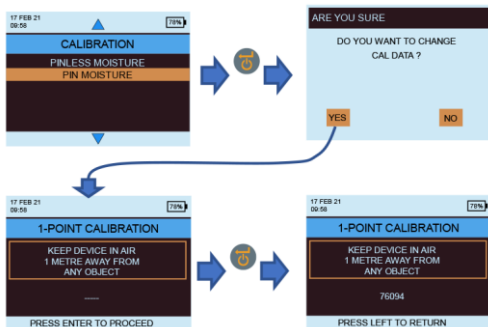 17 FEB 21
09:58
78%
CALIBRATION
PINLESS MOISTURE
PIN MOISTURE
ARE YOU SURE
DO YOU WANT TO CHANGE
CAL DATA ?
YES
NO
17 FEB 21
09:58
78%
1-POINT CALIBRATION
KEEP DEVICE IN AIR
1 METRE AWAY FROM
ANY OBJECT
----
PRESS ENTER TO PROCEED
17 FEB 21
09:58
78%
1-POINT CALIBRATION
KEEP DEVICE IN AIR
1 METRE AWAY FROM
ANY OBJECT
76094
PRESS LEFT TO RETURN